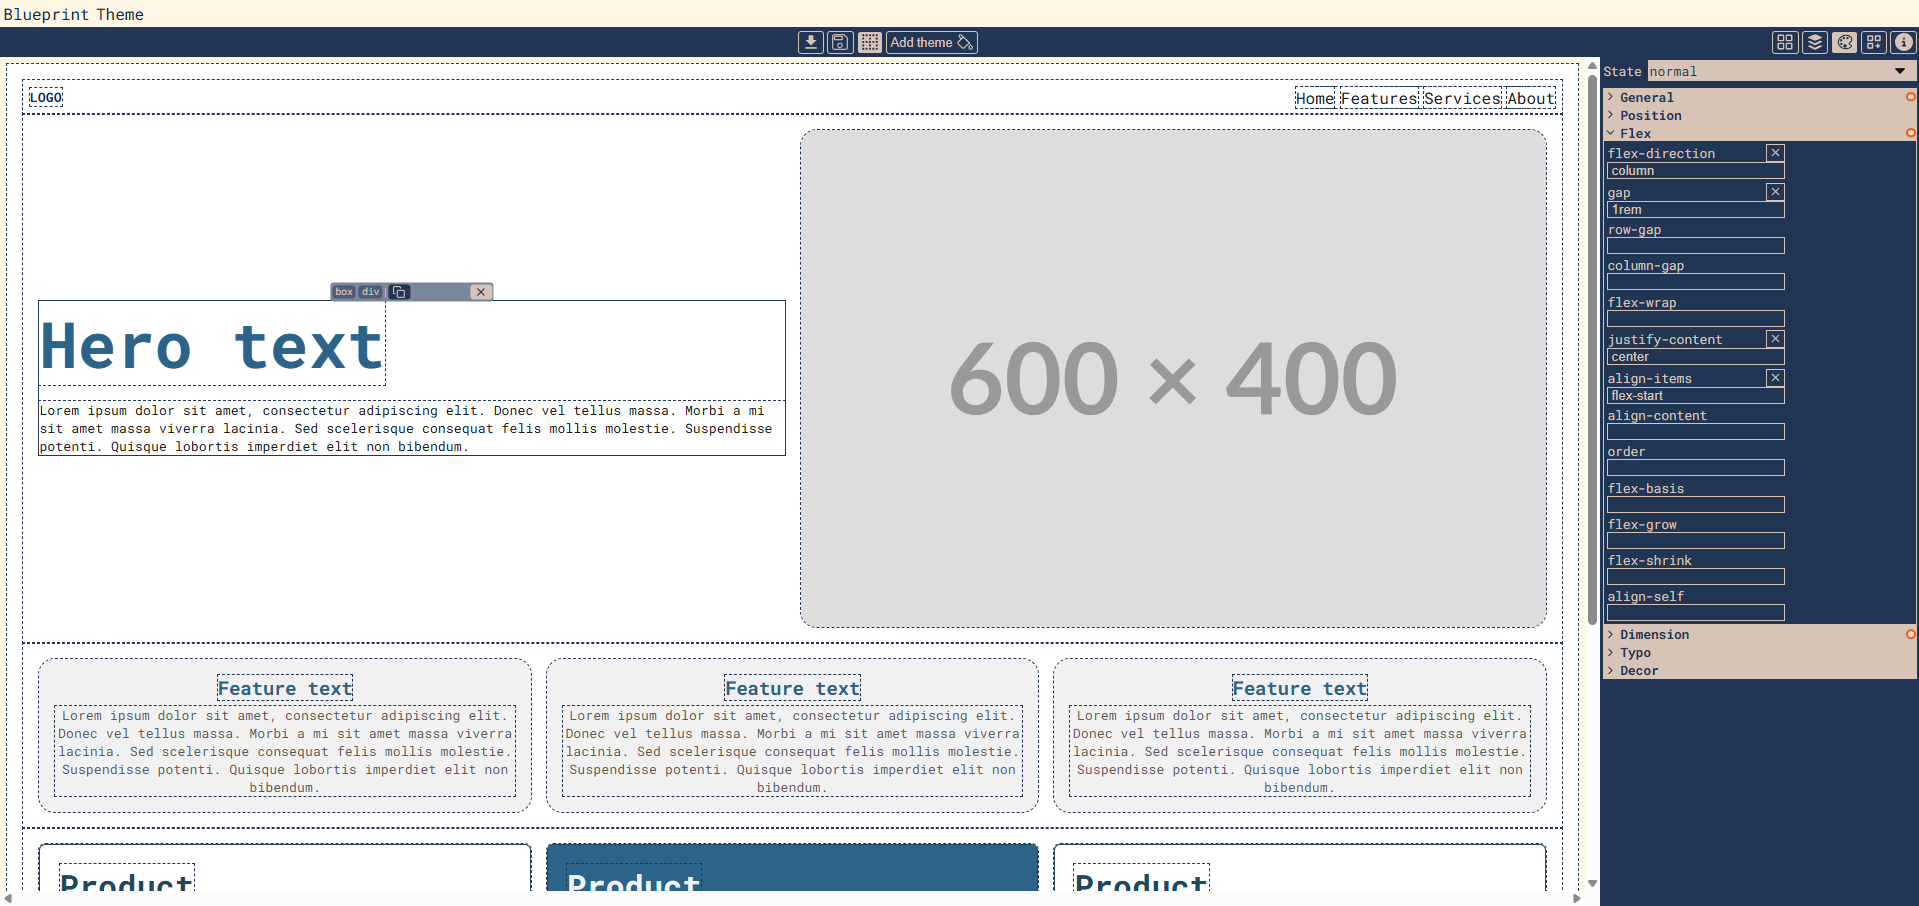 Blueprint Theme
Add theme
State normal
LOGO
Home Features Services About
General
Position
Flex
flex-direction
column
gap
1rem
row-gap
column-gap
flex-wrap
justify-content
center
align-items
flex-start
align-content
order
flex-basis
flex-grow
flex-shrink
align-self
Dimension
Typo
Decor
box div
Hero text
Lorem ipsum dolor sit amet, consectetur adipiscing elit. Donec vel tellus massa. Morbi a mi
sit amet massa viverra lacinia. Sed scelerisque consequat felis mollis molestie. Suspendisse
potenti. Quisque lobortis imperdiet elit non bibendum.
600 × 400
Feature text
Lorem ipsum dolor sit amet, consectetur adipiscing elit.
Donec vel tellus massa. Morbi a mi sit amet massa viverra
lacinia. Sed scelerisque consequat felis mollis molestie.
Suspendisse potenti. Quisque lobortis imperdiet elit non
bibendum.
Feature text
Lorem ipsum dolor sit amet, consectetur adipiscing elit.
Donec vel tellus massa. Morbi a mi sit amet massa viverra
lacinia. Sed scelerisque consequat felis mollis molestie.
Suspendisse potenti. Quisque lobortis imperdiet elit non
bibendum.
Feature text
Lorem ipsum dolor sit amet, consectetur adipiscing elit.
Donec vel tellus massa. Morbi a mi sit amet massa viverra
lacinia. Sed scelerisque consequat felis mollis molestie.
Suspendisse potenti. Quisque lobortis imperdiet elit non
bibendum.
Product
Product
Product